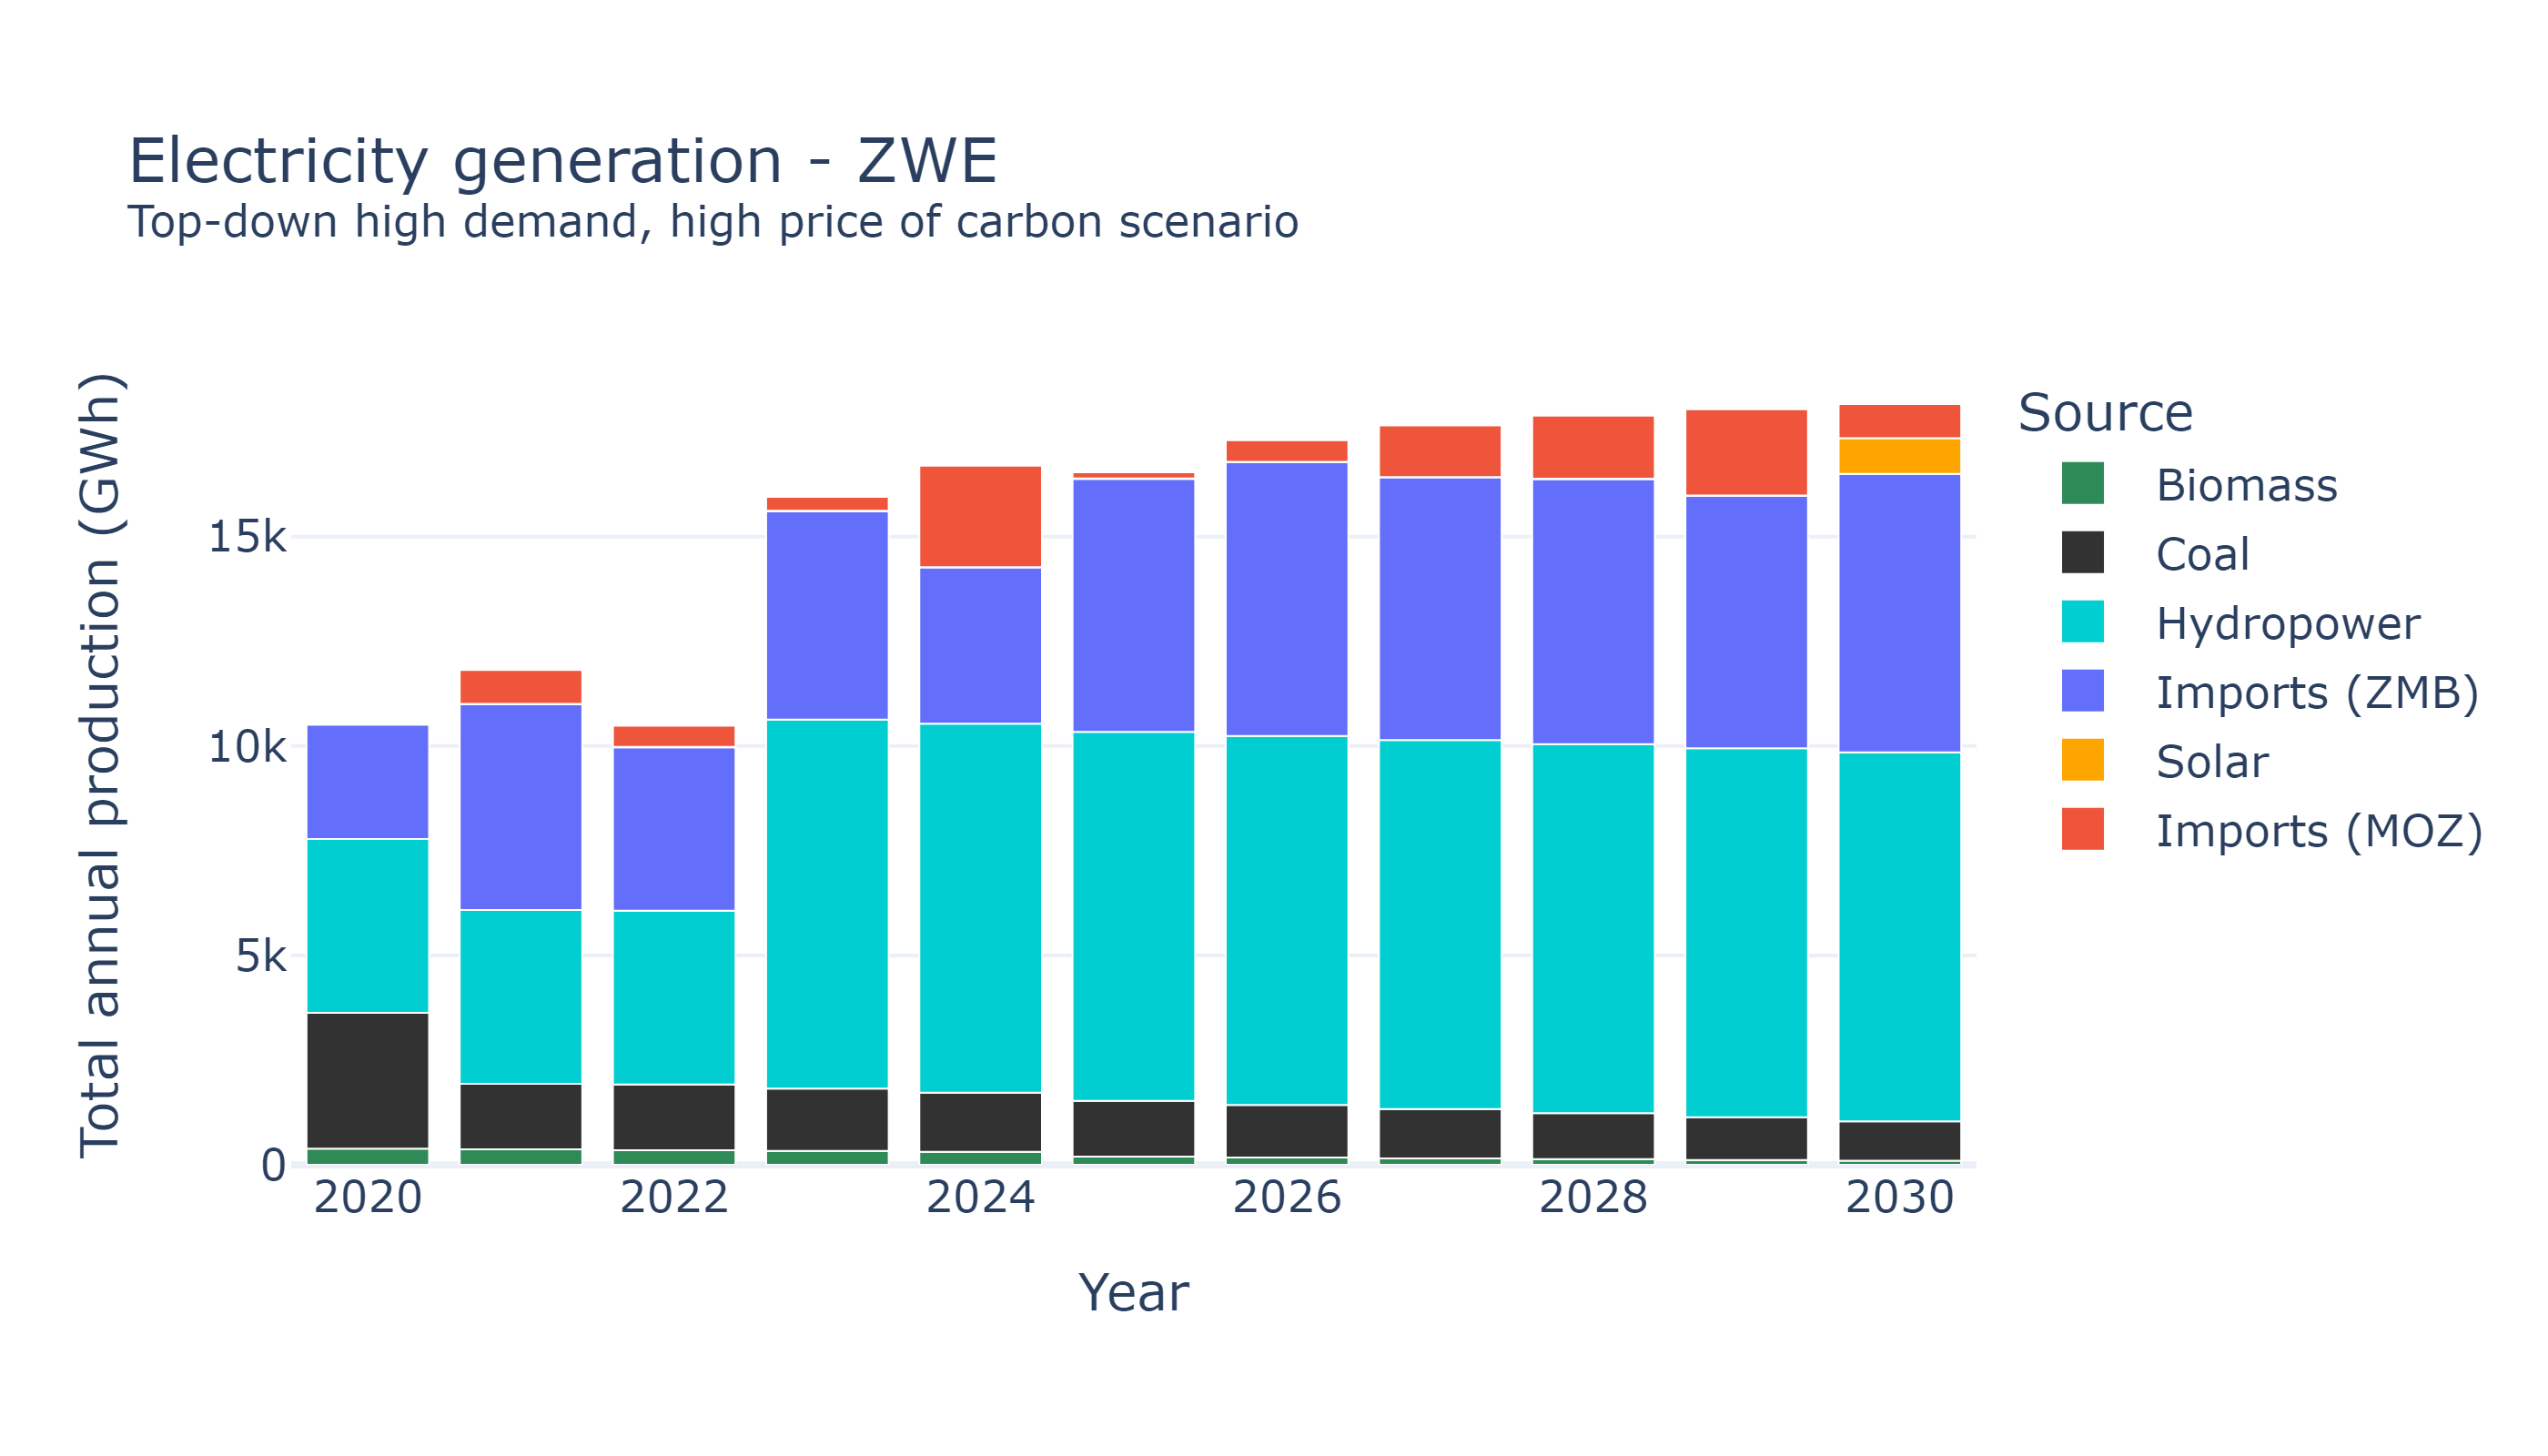 Electricity generation - ZWE
Top-down high demand, high price of carbon scenario
Total annual production (GWh)
15k
10k
5k
0
2020 2022 2024 2026 2028 2030
Year
Source
Biomass
Coal
Hydropower
Imports (ZMB)
Solar
Imports (MOZ)